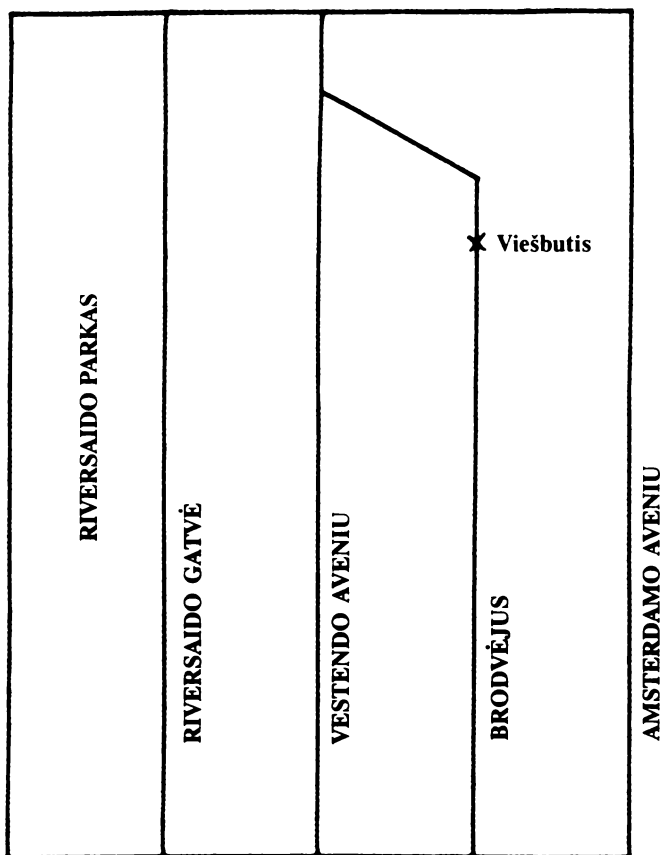 Viešbutis
RIVERSAIDO PARKAS
RIVERSAIDO GATVĖ
VESTENDO AVENIU
BRODVĖJUS
AMSTERDAMO AVENIU